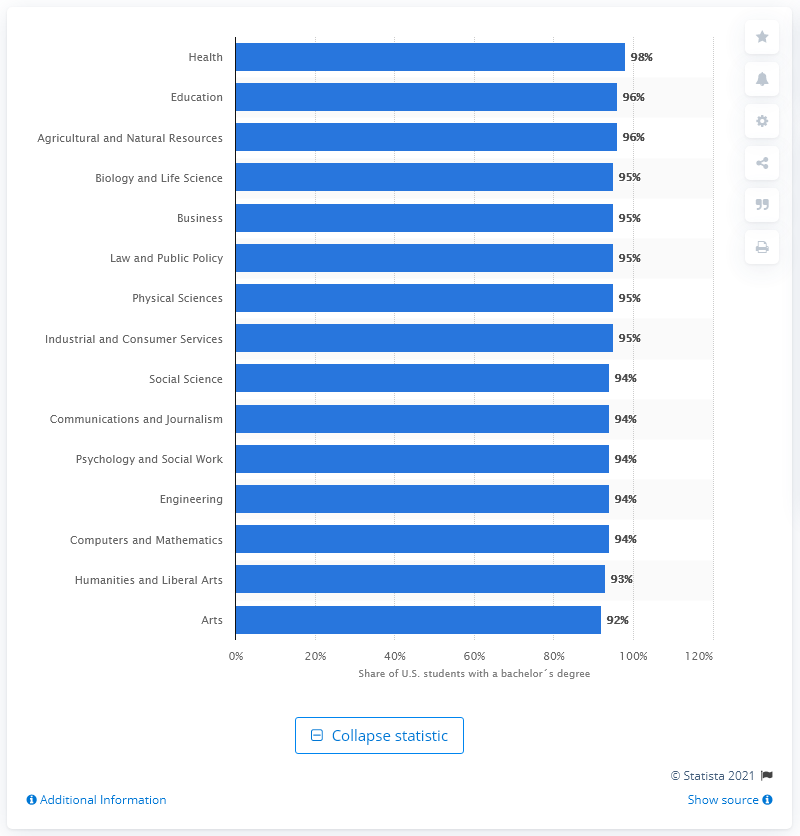 Health 98%
Education 96%
Agricultural and Natural Resources 96%
Biology and Life Science 95%
Business 95%
Law and Public Policy 95%
Physical Sciences 95%
Industrial and Consumer Services 95%
Social Science 94%
Communications and Journalism 94%
Psychology and Social Work 94%
Engineering 94%
Computers and Mathematics 94%
Humanities and Liberal Arts 93%
Arts 92%
0% 20% 40% 60% 80% 100% 120%
Share of U.S. students with a bachelor´s degree
Collapse statistic
© Statista 2021
Additional Information Show source